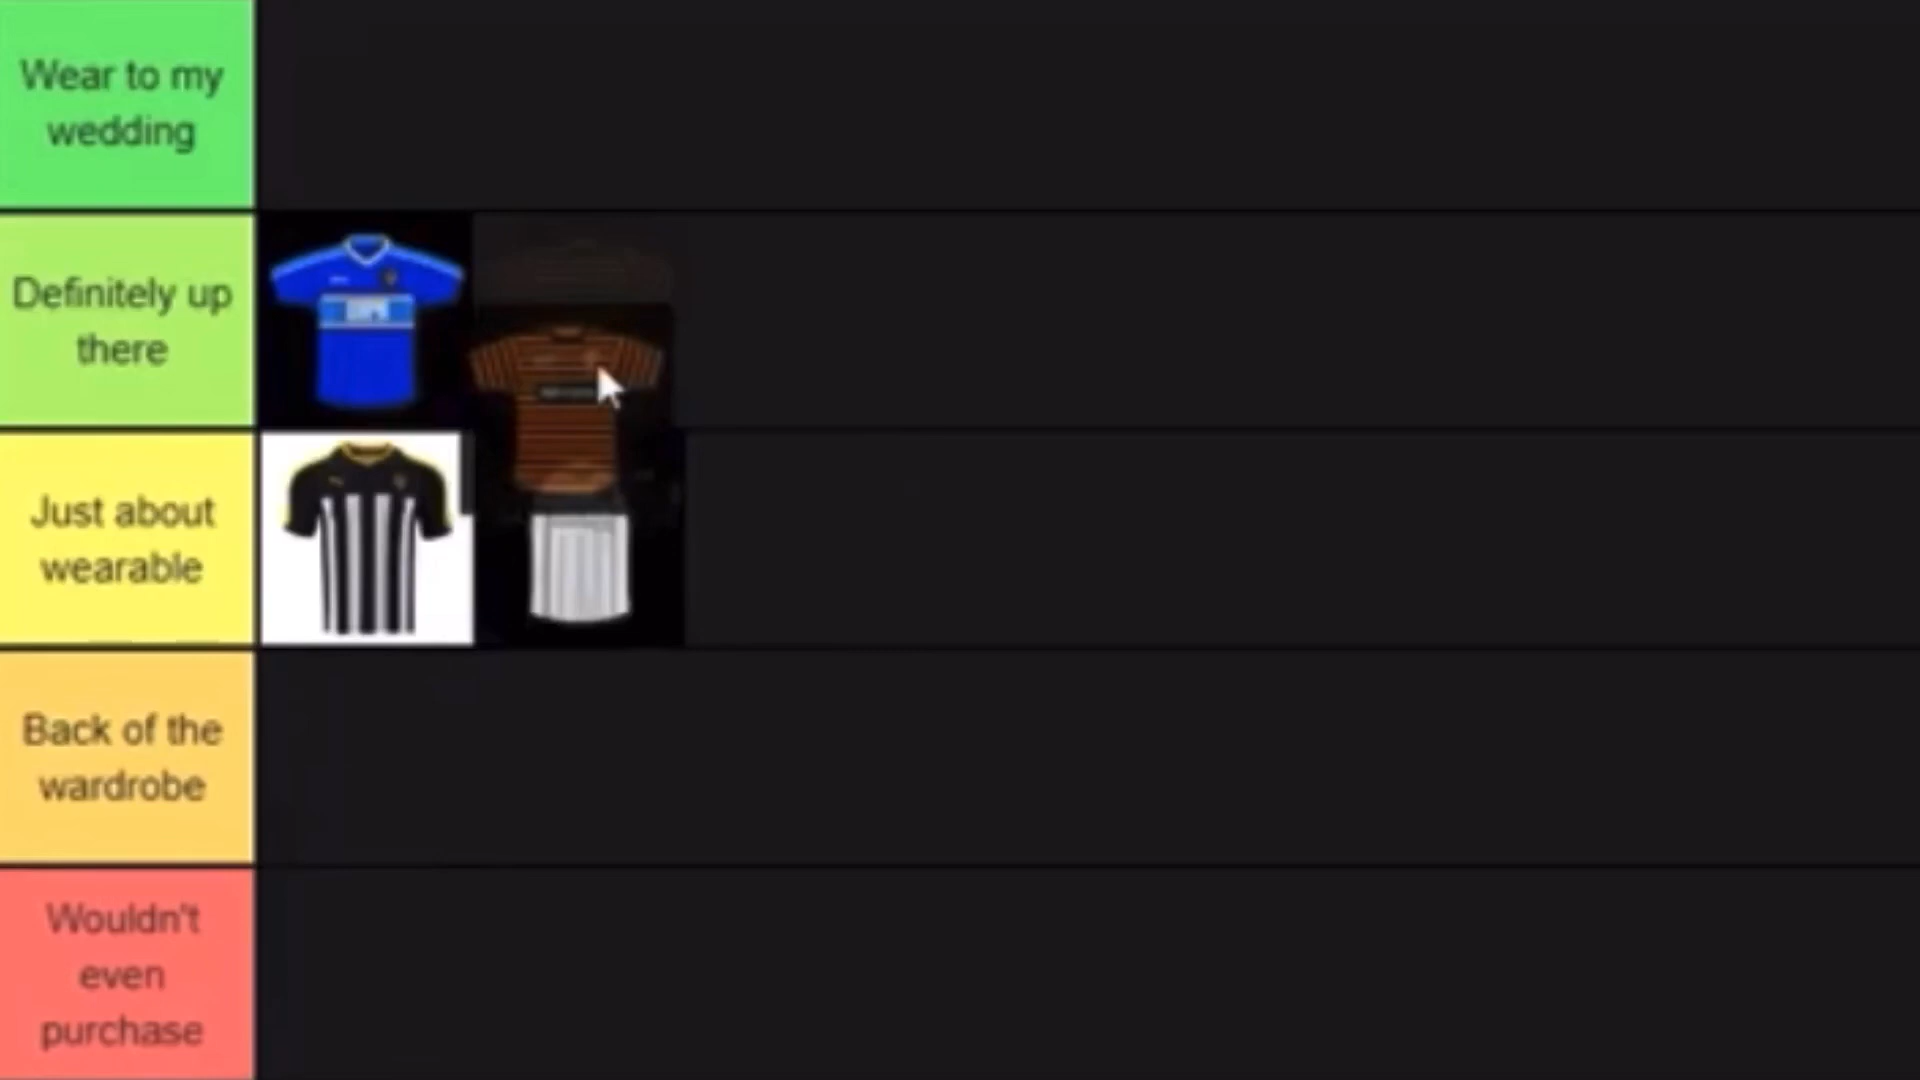 Wear to my
wedding
Definitely up
there
Just about
wearable
Back of the
wardrobe
Wouldn't
even
purchase